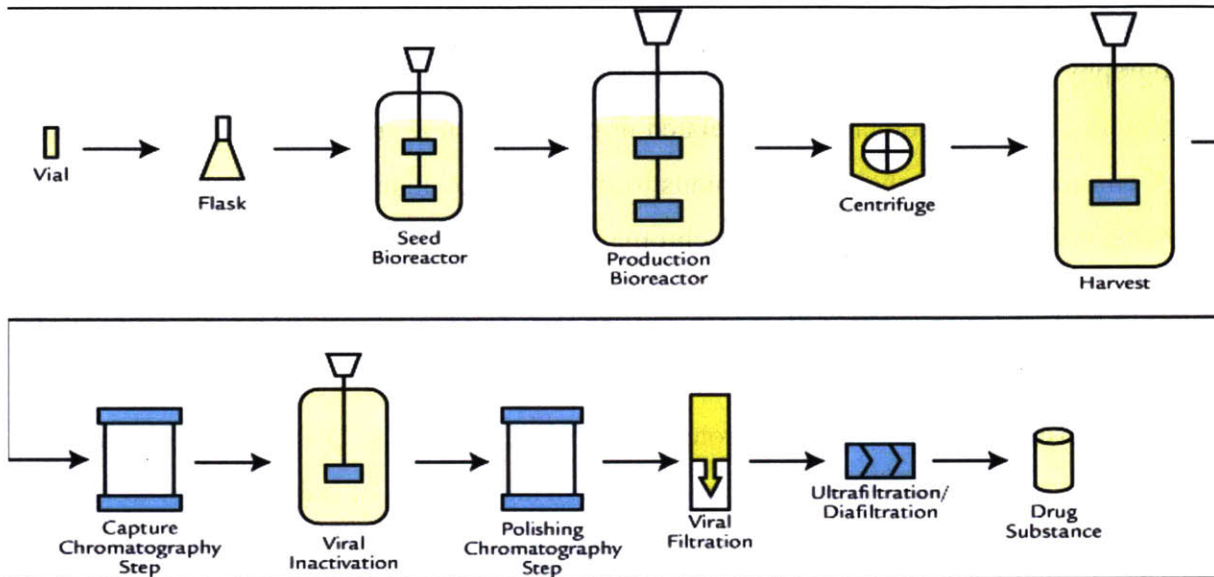 Vial
Flask
Seed
Bioreactor
Production
Bioreactor
Centrifuge
Harvest
Capture
Chromatography
Step
Viral
Inactivation
Polishing
Chromatography
Step
Viral
Filtration
Ultrafiltration/
Diafiltration
Drug
Substance